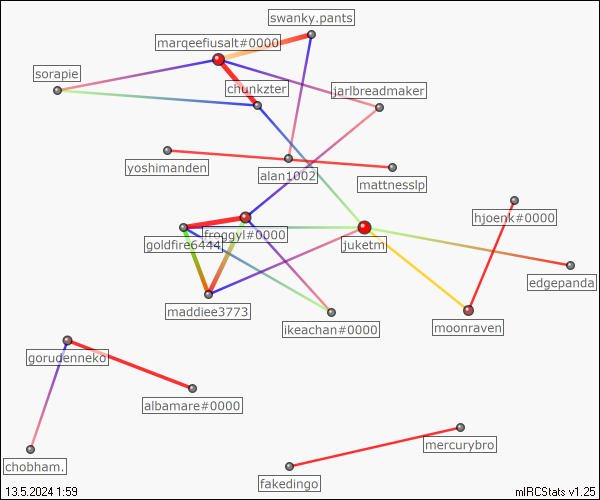 swanky.pants
marqeefiusalt#0000
sorapie
chunkzter
jarlbreadmaker
yoshimanden
alan1002
mattnesslp
hjoenk#0000
froggyl#0000
goldfire6444
juketm
edgepanda
maddiee3773
ikeachan#0000
moonraven
gorudenneko
albamare#0000
mercurybro
chobham.
fakedingo
13.5.2024 1:59
mIRCStats v1.25